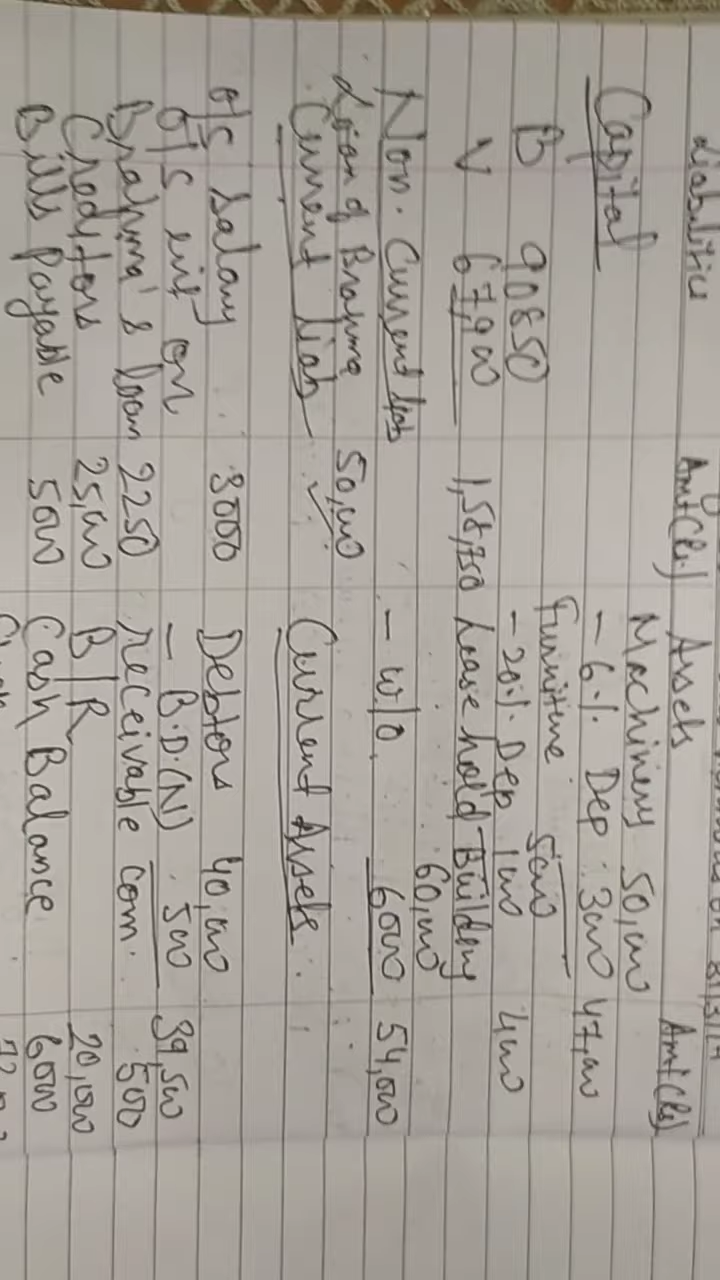 Liabilities Amt(Rs.) Assets Amt(Rs)
Capital Machinery 50,000
- 6%. Dep. 3000 47,000
B 90850 Furniture 5000
- 20%. Dep 1000 4000
V 67,900 1,58,750 Lease hold Building
60,000
Non. Current liab - w/o. 6000 54,000
Loan of Brahma 50,000
Current liab Current Assets
O/S Salary 3000 Debtors 40,000
O/S on - B.D.(N) 500 39,500
Brahma's loan 2250 receivable com. 500
Creditors 25,000 B/R 20,000
Bills Payable 5000 Cash Balance 6000